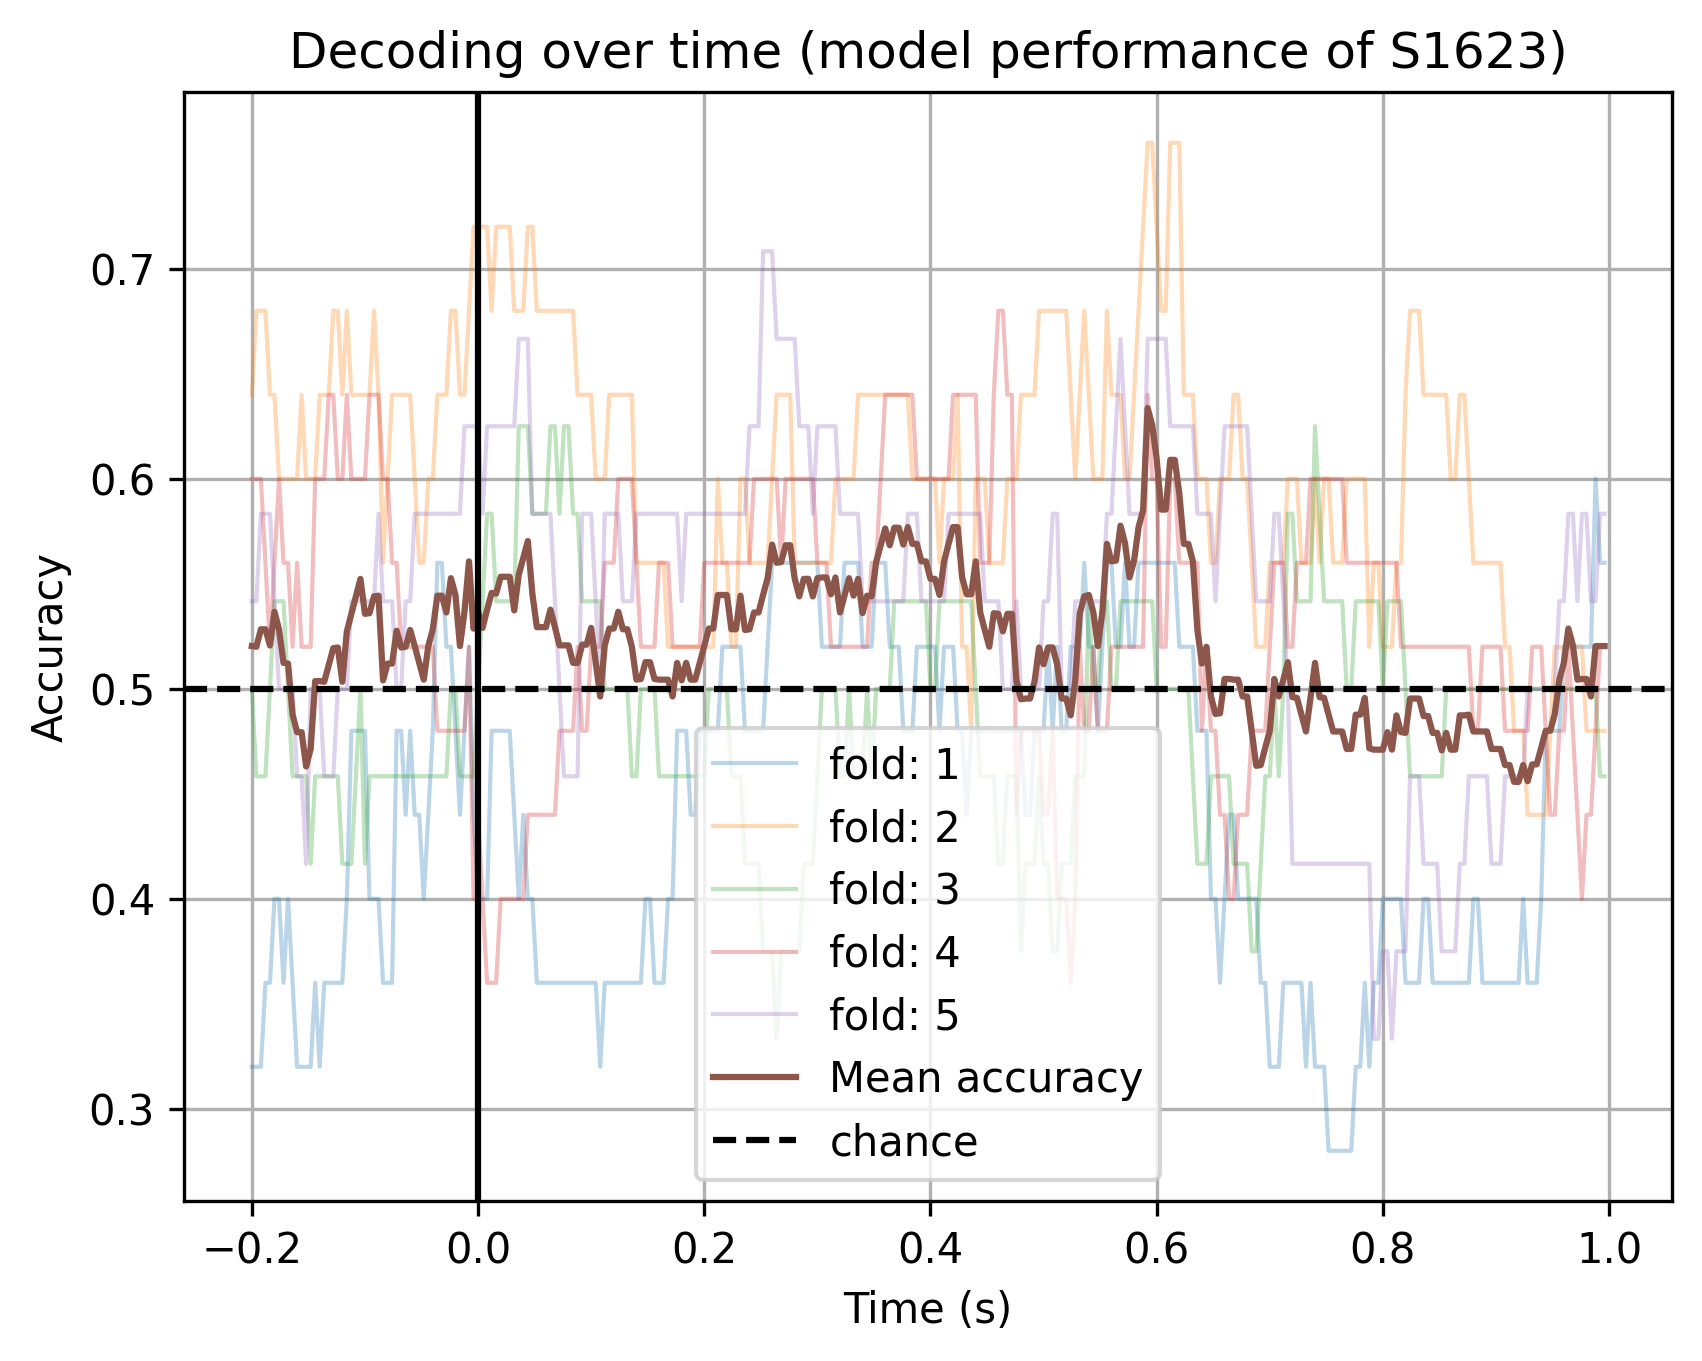 Decoding over time (model performance of S1623)
Accuracy
0.7
0.6
0.5
0.4
0.3
fold: 1
fold: 2
fold: 3
fold: 4
fold: 5
Mean accuracy
chance
−0.2 0.0 0.2 0.4 0.6 0.8 1.0
Time (s)